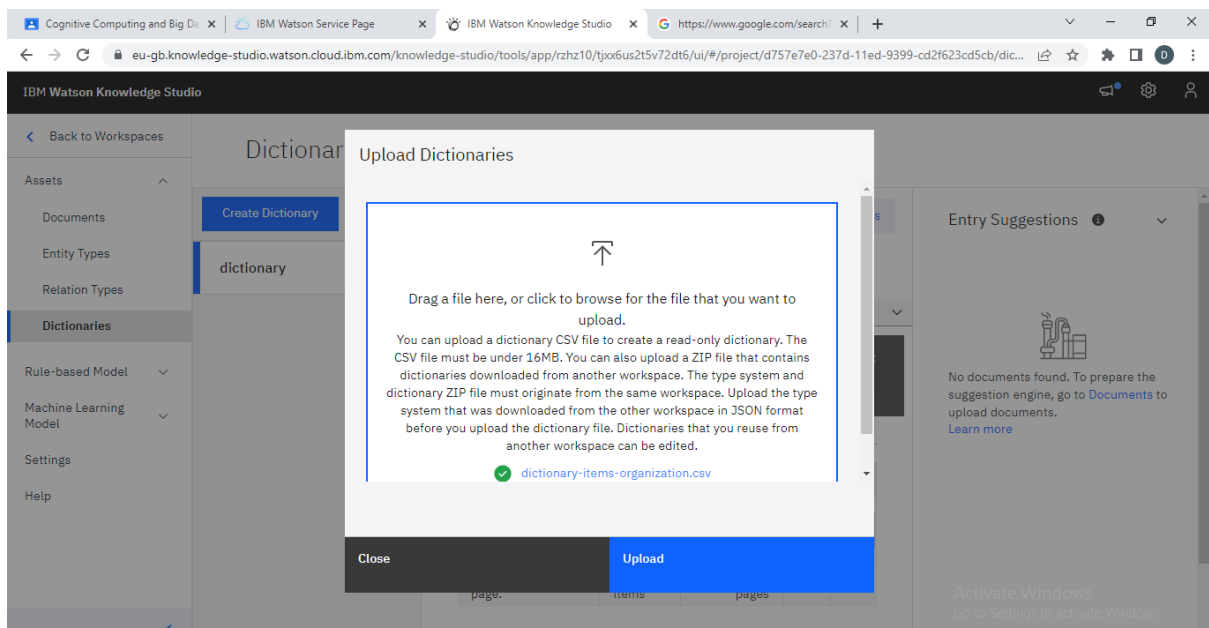 Cognitive Computing and Big Da
IBM Watson Service Page
IBM Watson Knowledge Studio
https://www.google.com/search?
eu-gb.knowledge-studio.watson.cloud.ibm.com/knowledge-studio/tools/app/rzhz10/tjxx6us2t5v72dt6/ui/#/project/d757e7e0-237d-11ed-9399-cd2f623cd5cb/dic...
D
IBM Watson Knowledge Studio
Back to Workspaces
Assets
Documents
Entity Types
Relation Types
Dictionaries
Rule-based Model
Machine Learning
Model
Settings
Help
Dictionar
Create Dictionary
dictionary
Upload Dictionaries
Drag a file here, or click to browse for the file that you want to
upload.
You can upload a dictionary CSV file to create a read-only dictionary. The
CSV file must be under 16MB. You can also upload a ZIP file that contains
dictionaries downloaded from another workspace. The type system and
dictionary ZIP file must originate from the same workspace. Upload the type
system that was downloaded from the other workspace in JSON format
before you upload the dictionary file. Dictionaries that you reuse from
another workspace can be edited.
dictionary-items-organization.csv
Close
Upload
s
page.
items
pages
Entry Suggestions
No documents found. To prepare the
suggestion engine, go to Documents to
upload documents.
Learn more
Activate Windows
Go to Settings to activate Windows.